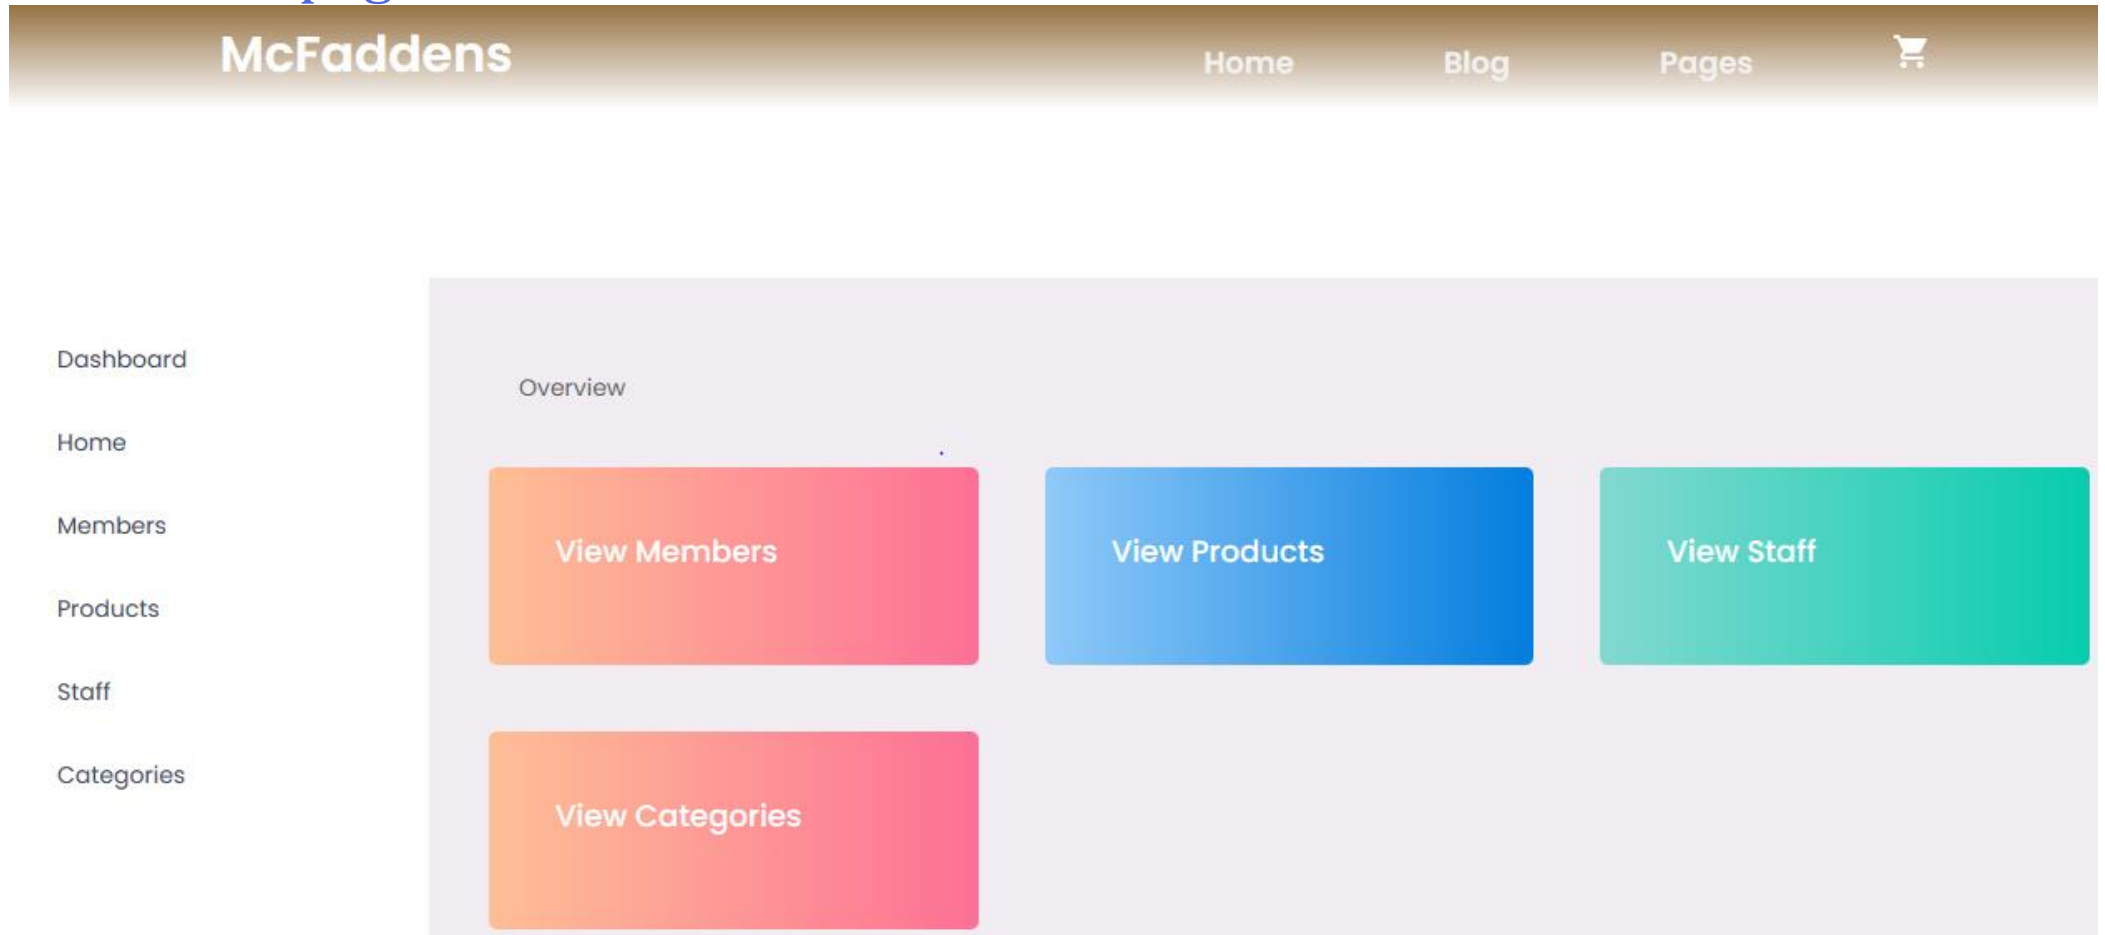 McFaddens
Home Blog Pages
Dashboard
Home
Members
Products
Staff
Categories
Overview
View Members
View Products
View Staff
View Categories